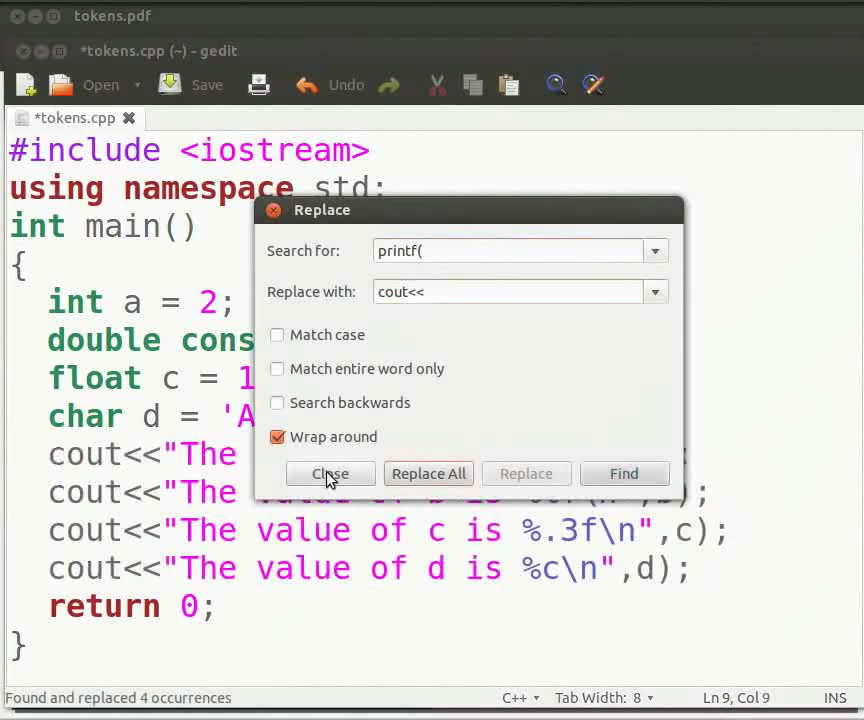 tokens.pdf
*tokens.cpp (~) - gedit
Open Save Undo
*tokens.cpp
#include <iostream>
using namespace std;
int main()
{
int a = 2;
double cons
float c = 1
char d = 'A
cout<<"The
cout<<"The value of b is
,b);
cout<<"The value of c is %.3f\n",c);
cout<<"The value of d is %c\n",d);
return 0;
}
Replace
Search for: printf(
Replace with: cout<<
Match case
Match entire word only
Search backwards
Wrap around
Close Replace All Replace Find
Found and replaced 4 occurrences C++ Tab Width: 8 Ln 9, Col 9 INS